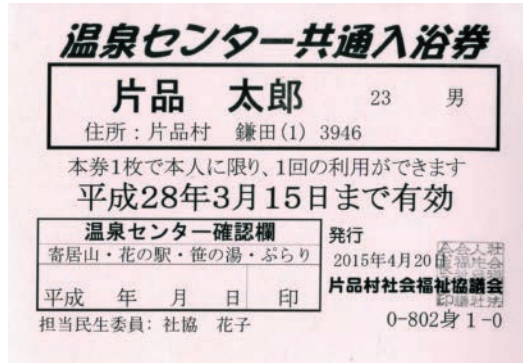 温泉センター共通入浴券
片品 太郎 23 男
住所：片品村 鎌田(1) 3946
本券1枚で本人に限り、1回の利用ができます
平成28年3月15日まで有効
温泉センター確認欄
寄居山・花の駅・笹の湯・ぷらり
平成 年 月 日 印
担当民生委員： 社協 花子
発行
2015年4月20日
片品村社会福祉協議会
0-802身1-0